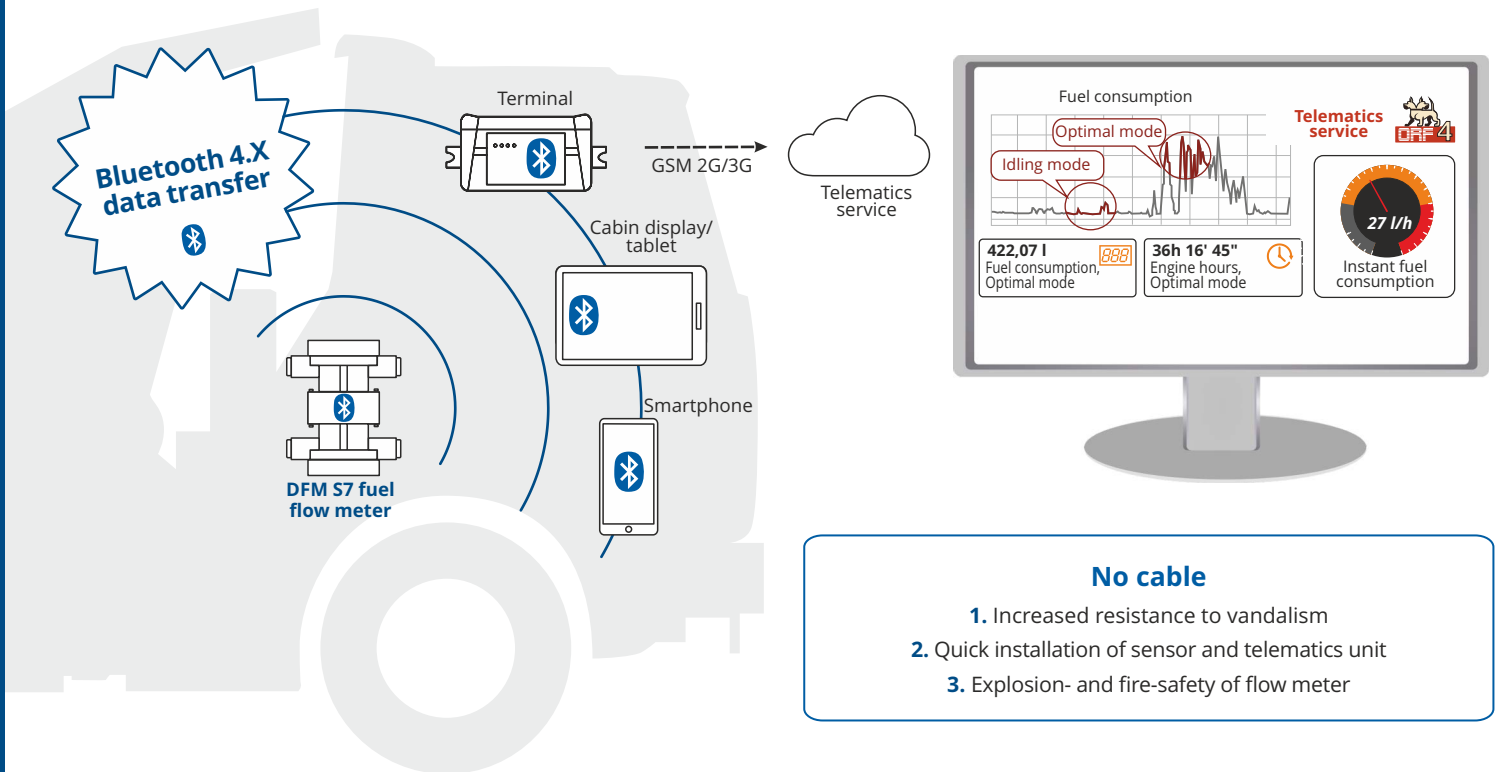 Bluetooth 4.X
data transfer
Terminal
GSM 2G/3G
Telematics
service
Cabin display/
tablet
Smartphone
DFM S7 fuel
flow meter
Fuel consumption
Optimal mode
Idling mode
Telematics
service
ORF 4
27 l/h
Instant fuel
consumption
422,07 l
Fuel consumption,
Optimal mode
888
36h 16' 45"
Engine hours,
Optimal mode
No cable
1. Increased resistance to vandalism
2. Quick installation of sensor and telematics unit
3. Explosion- and fire-safety of flow meter